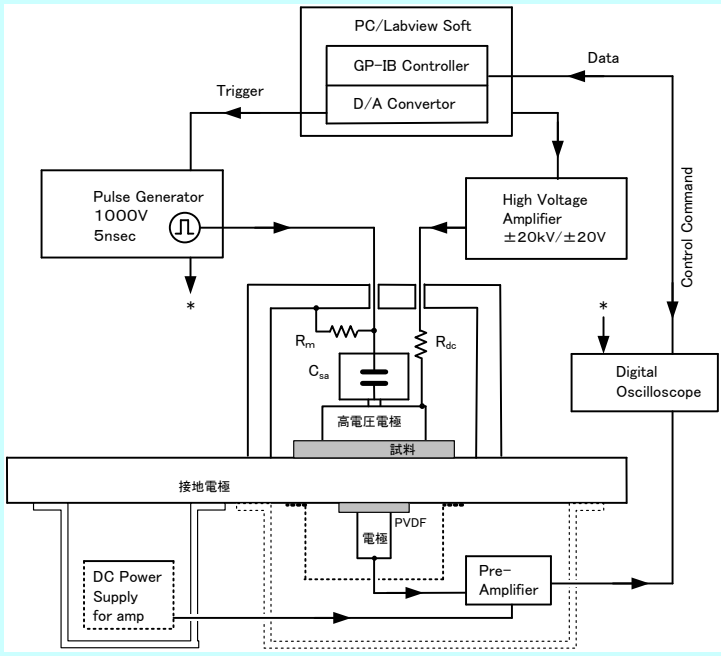 PC/Labview Soft
GP-IB Controller
D/A Convertor
Data
Trigger
Pulse Generator
1000V
5nsec
High Voltage
Amplifier
±20kV/±20V
Control Command
*
*
Rm
Rdc
Csa
Digital
Oscilloscope
高電圧電極
試料
接地電極
PVDF
電極
DC Power
Supply
for amp
Pre-
Amplifier